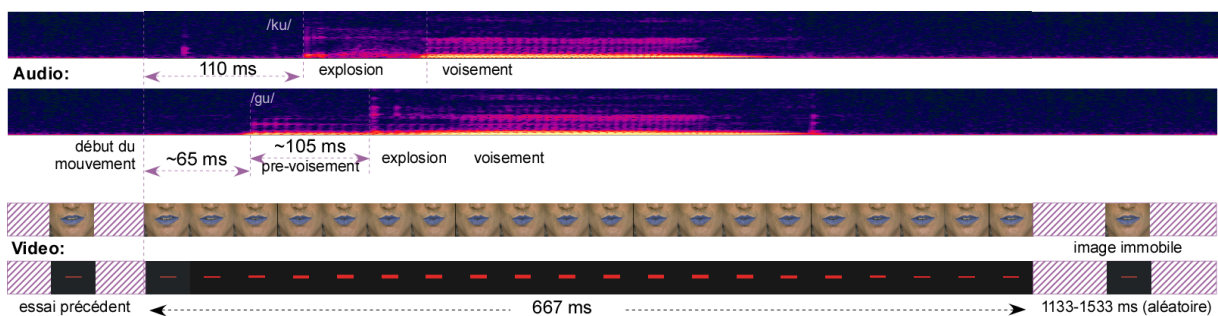 /ku/
Audio:
110 ms
explosion
voisement
/gu/
début du
mouvement
~65 ms
~105 ms
pre-voisement
explosion
voisement
Video:
image immobile
essai précédent
667 ms
1133-1533 ms (aléatoire)